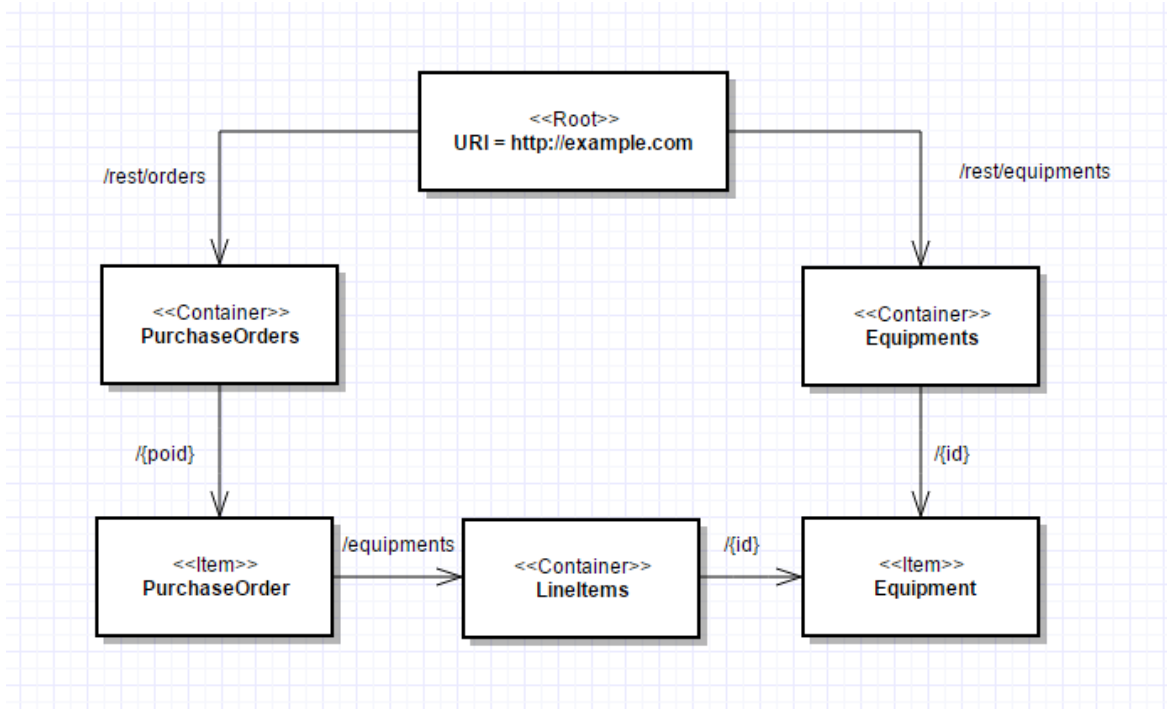 <<Root>>
URI = http://example.com
/rest/orders
/rest/equipments
<<Container>>
PurchaseOrders
<<Container>>
Equipments
/{poid}
/{id}
<<Item>>
PurchaseOrder
/equipments
<<Container>>
LineItems
/{id}
<<Item>>
Equipment